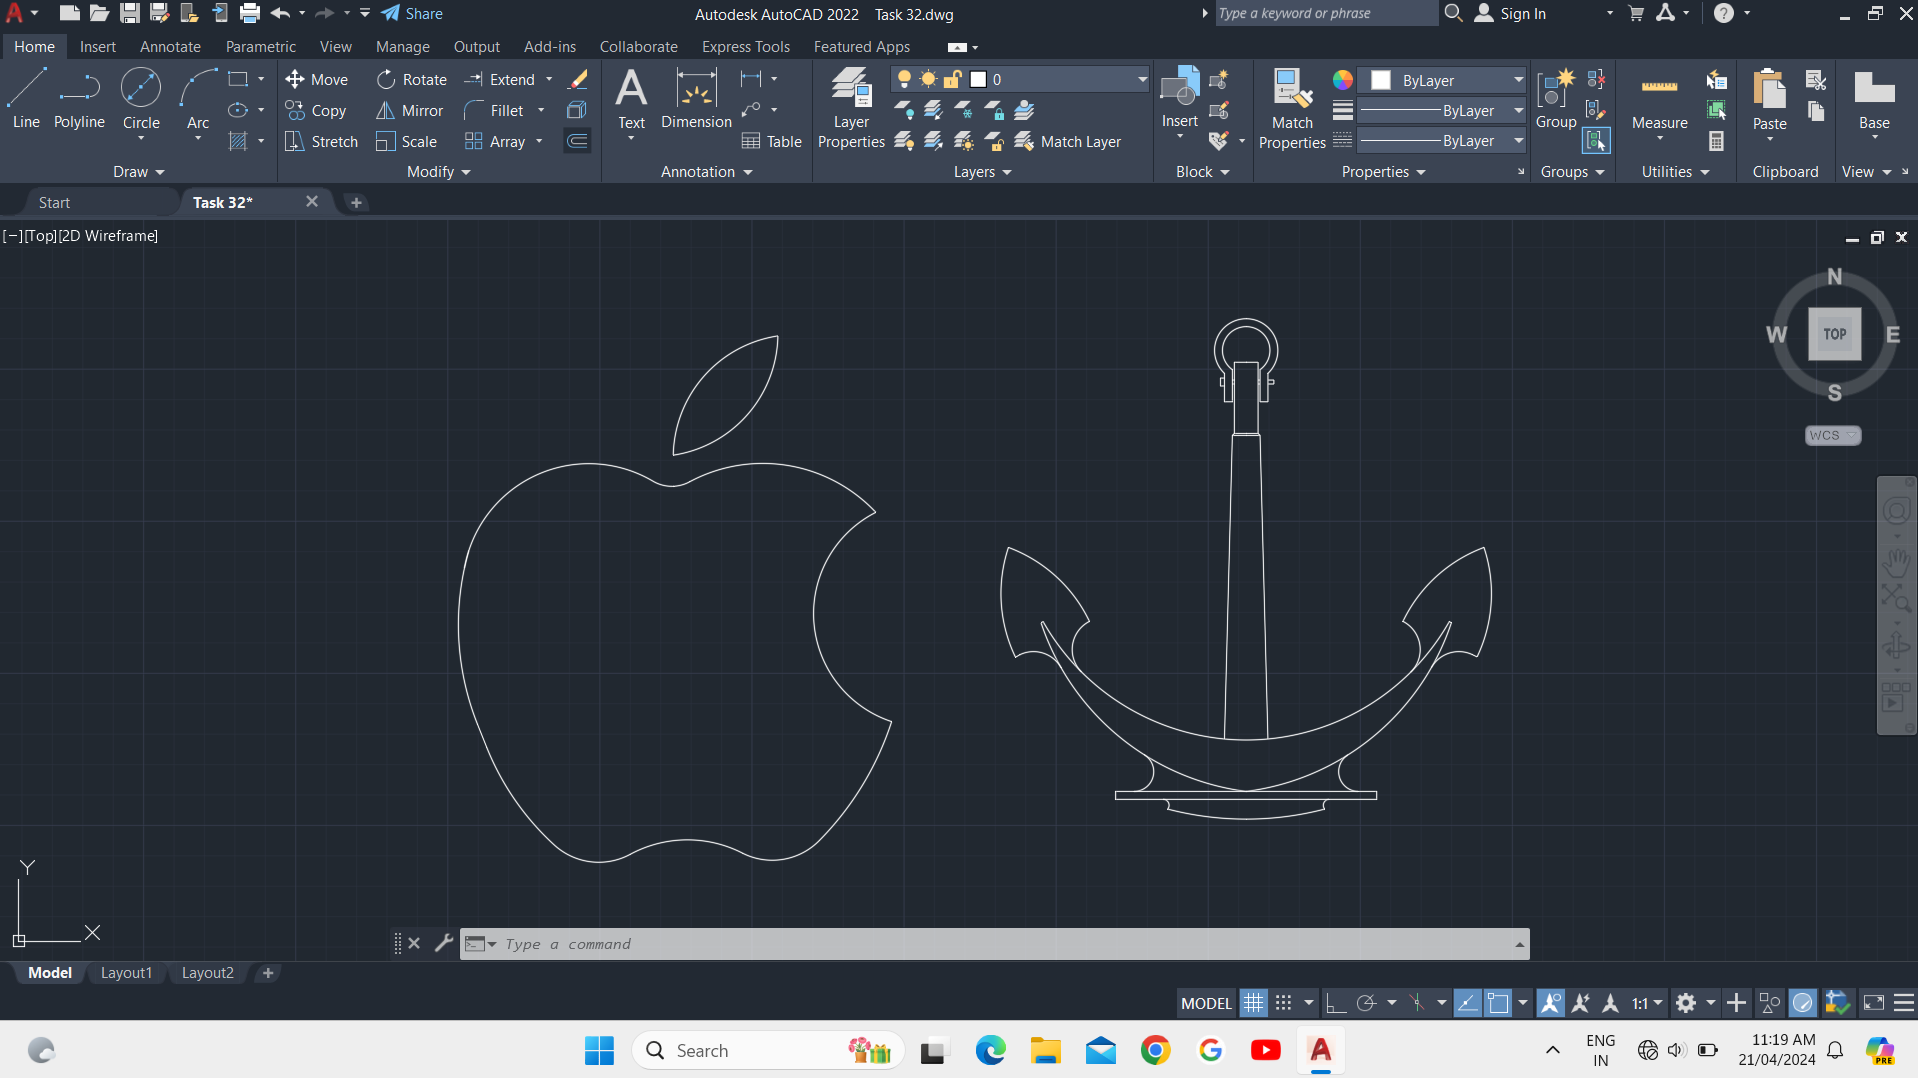 Share
Autodesk AutoCAD 2022 Task 32.dwg
Type a keyword or phrase
Sign In
Home Insert Annotate Parametric View Manage Output Add-ins Collaborate Express Tools Featured Apps
Line Polyline Circle Arc
Draw
Move Rotate Extend
Copy Mirror Fillet
Stretch Scale Array
Modify
Text Dimension Table
Annotation
Layer Properties
0
Match Layer
Layers
Insert
Block
Match Properties
ByLayer
ByLayer
ByLayer
Properties
Group
Groups
Measure
Utilities
Paste
Clipboard
Base
View
Start Task 32*
[−][Top][2D Wireframe]
N
W TOP E
S
WCS
Y
X
Type a command
Model Layout1 Layout2
MODEL 1:1
Search
ENG
IN
11:19 AM
21/04/2024
PRE